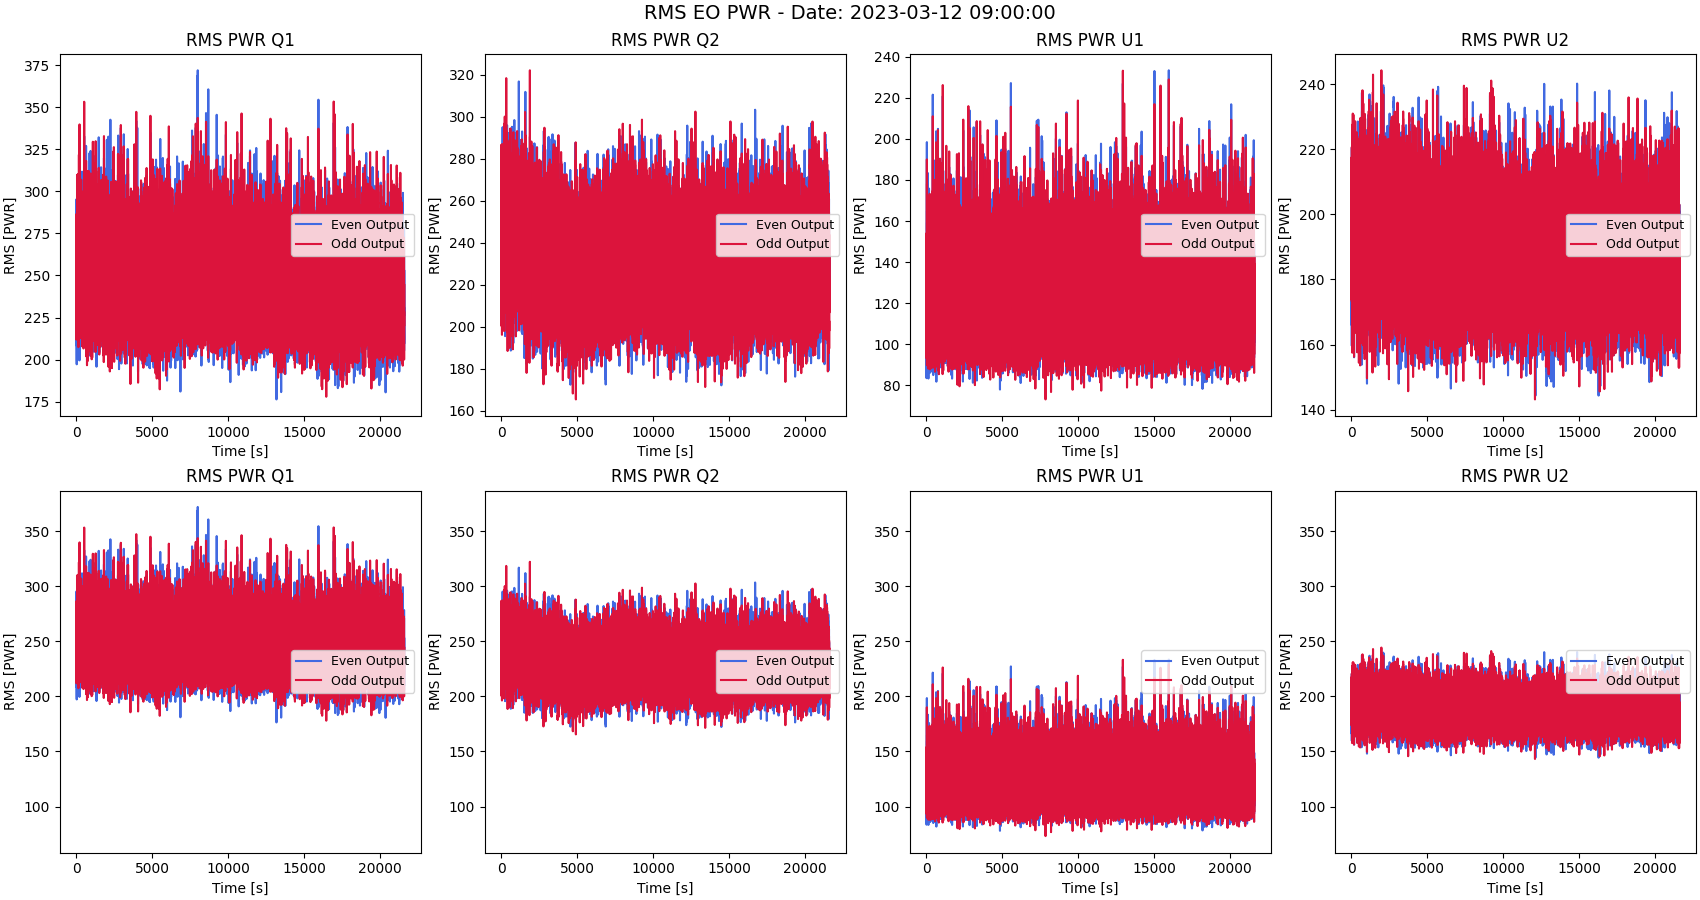 RMS EO PWR - Date: 2023-03-12 09:00:00
RMS PWR Q1
RMS [PWR]
375
350
325
300
275
250
225
200
175
Even Output
Odd Output
0 5000 10000 15000 20000
Time [s]
RMS PWR Q2
RMS [PWR]
320
300
280
260
240
220
200
180
160
Even Output
Odd Output
0 5000 10000 15000 20000
Time [s]
RMS PWR U1
RMS [PWR]
240
220
200
180
160
140
120
100
80
Even Output
Odd Output
0 5000 10000 15000 20000
Time [s]
RMS PWR U2
RMS [PWR]
240
220
200
180
160
140
Even Output
Odd Output
0 5000 10000 15000 20000
Time [s]
RMS PWR Q1
RMS [PWR]
350
300
250
200
150
100
Even Output
Odd Output
0 5000 10000 15000 20000
Time [s]
RMS PWR Q2
RMS [PWR]
350
300
250
200
150
100
Even Output
Odd Output
0 5000 10000 15000 20000
Time [s]
RMS PWR U1
RMS [PWR]
350
300
250
200
150
100
Even Output
Odd Output
0 5000 10000 15000 20000
Time [s]
RMS PWR U2
RMS [PWR]
350
300
250
200
150
100
Even Output
Odd Output
0 5000 10000 15000 20000
Time [s]